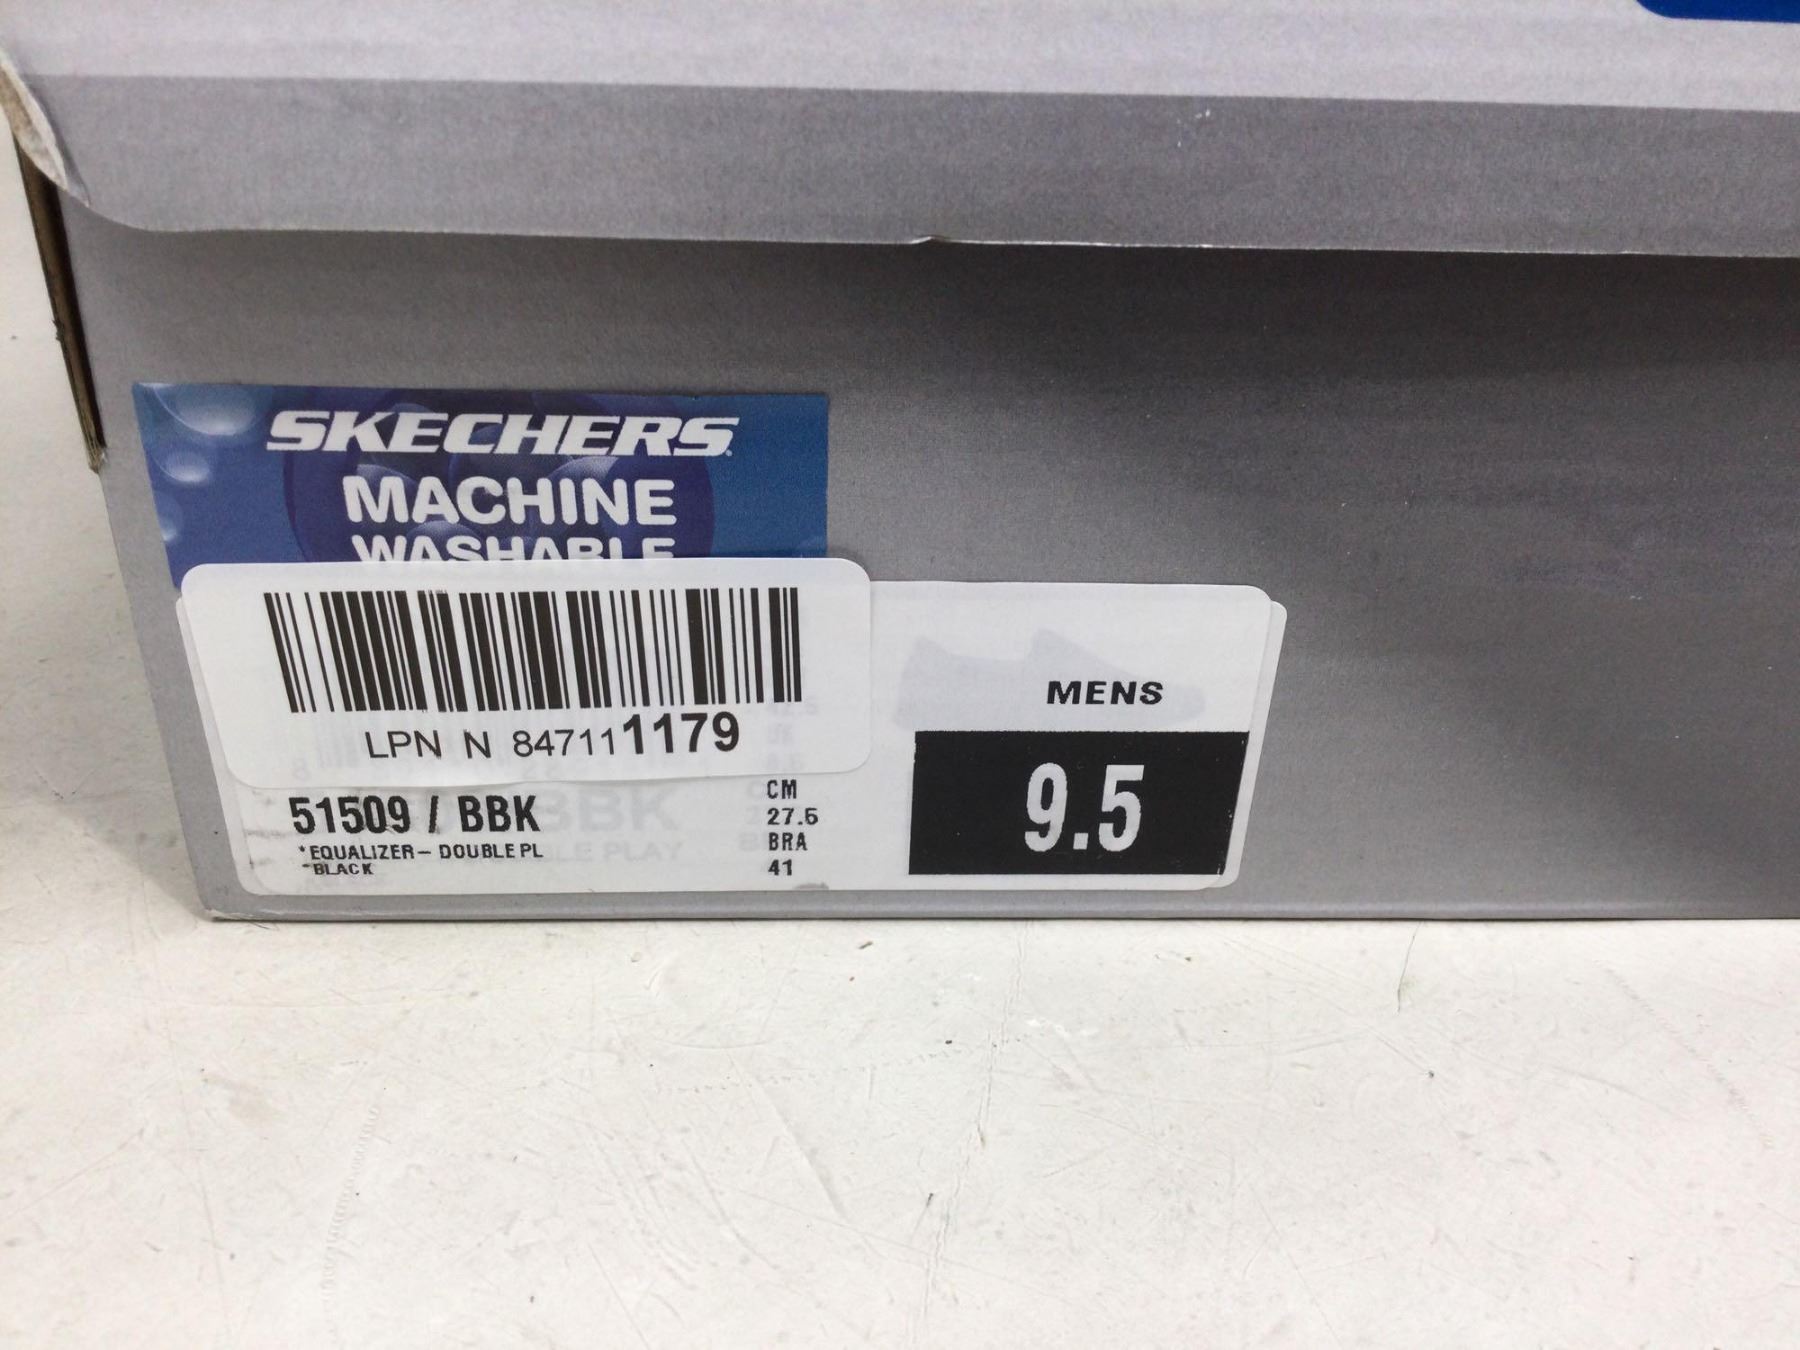 SKECHERS
MACHINE
WASHABLE
LPN N 847111179
MENS
9.5
51509 / BBK
*EQUALIZER- DOUBLE PL
*BLACK
CM
27.5
BRA
41